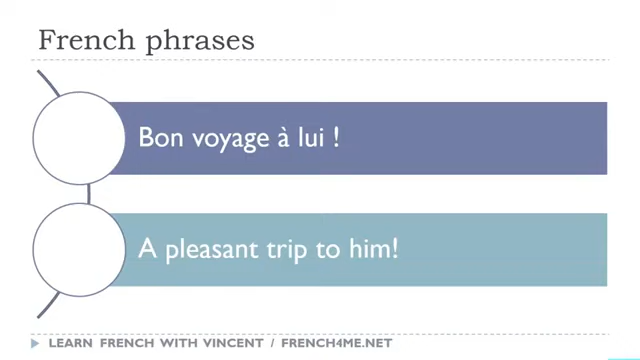 French phrases
Bon voyage à lui !
A pleasant trip to him!
LEARN FRENCH WITH VINCENT / FRENCH4ME.NET